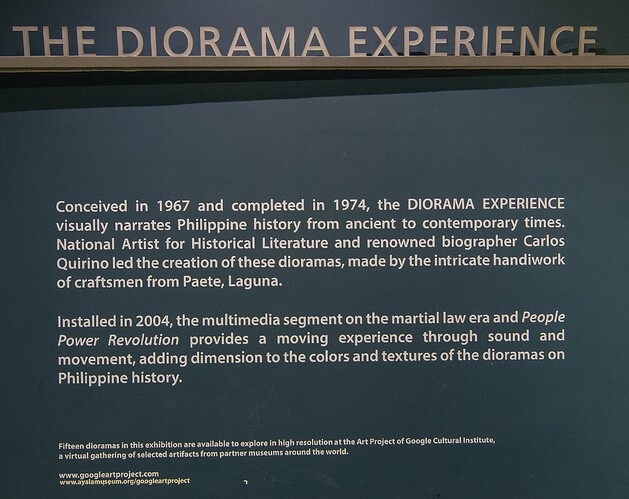 THE DIORAMA EXPERIENCE
Conceived in 1967 and completed in 1974, the DIORAMA EXPERIENCE
visually narrates Philippine history from ancient to contemporary times.
National Artist for Historical Literature and renowned biographer Carlos
Quirino led the creation of these dioramas, made by the intricate handiwork
of craftsmen from Paete, Laguna.
Installed in 2004, the multimedia segment on the martial law era and People
Power Revolution provides a moving experience through sound and
movement, adding dimension to the colors and textures of the dioramas on
Philippine history.
Fifteen dioramas in this exhibition are available to explore in high resolution at the Art Project of Google Cultural Institute,
a virtual gathering of selected artifacts from partner museums around the world.
www.googleartproject.com
www.ayalamuseum.org/googleartproject